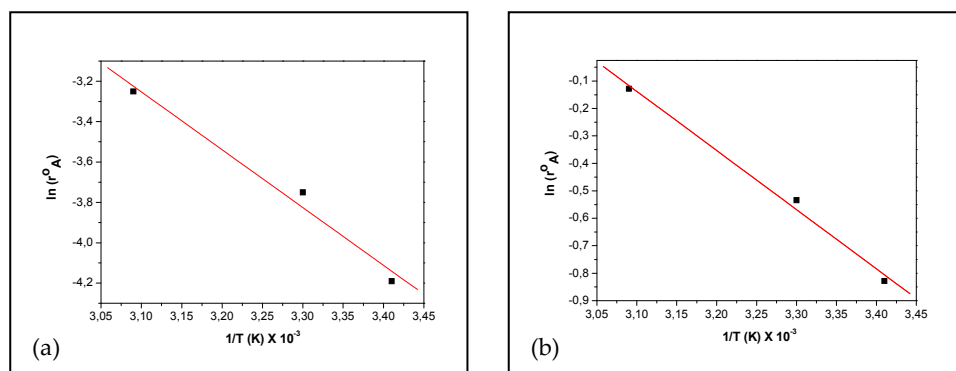 -3,2
-3,4
-3,6
-3,8
-4,0
-4,2
ln (rºA)
3,05 3,10 3,15 3,20 3,25 3,30 3,35 3,40 3,45
1/T (K) X 10-3
(a)
-0,1
-0,2
-0,3
-0,4
-0,5
-0,6
-0,7
-0,8
-0,9
ln (rºA)
3,05 3,10 3,15 3,20 3,25 3,30 3,35 3,40 3,45
1/T (K) X 10-3
(b)